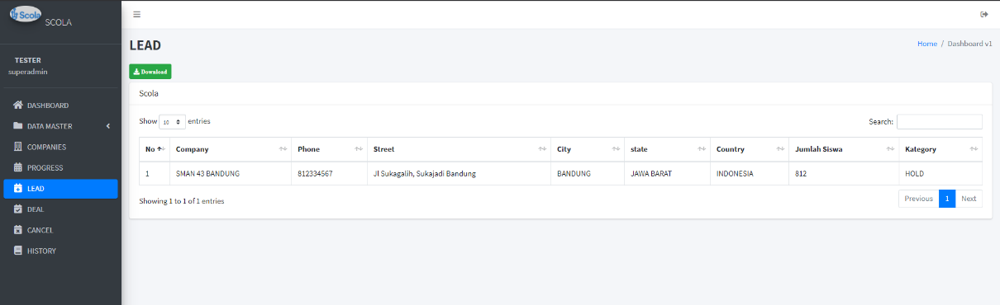 Scola SCOLA
TESTER
superadmin
DASHBOARD
DATA MASTER
COMPANIES
PROGRESS
LEAD
DEAL
CANCEL
HISTORY
LEAD
Home / Dashboard v1
Download
Scola
Show 10 entries
Search:
No Company Phone Street City state Country Jumlah Siswa Kategory
1 SMAN 43 BANDUNG 812334567 Jl Sukagalih, Sukajadi Bandung BANDUNG JAWA BARAT INDONESIA 812 HOLD
Showing 1 to 1 of 1 entries
Previous 1 Next